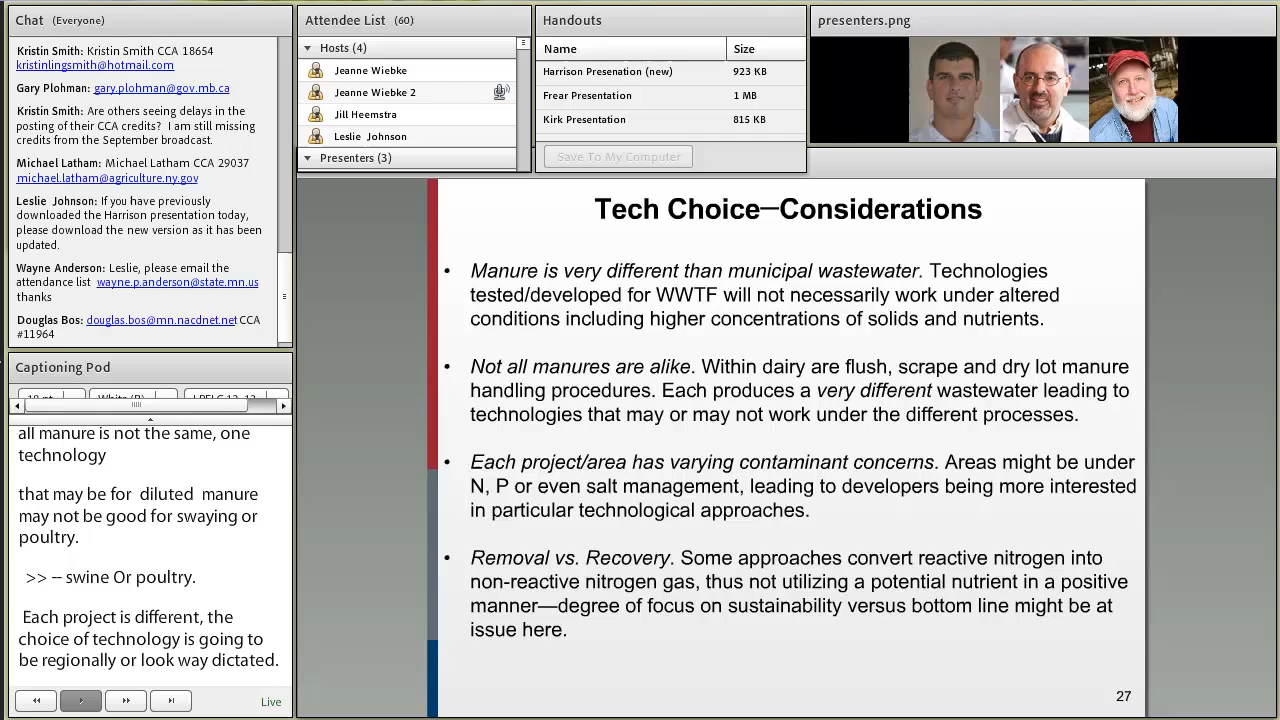 Chat (Everyone)
Kristin Smith: Kristin Smith CCA 18654
kristinlingsmith@hotmail.com
Gary Plohman: gary.plohman@gov.mb.ca
Kristin Smith: Are others seeing delays in the
posting of their CCA credits? I am still missing
credits from the September broadcast.
Michael Latham: Michael Latham CCA 29037
michael.latham@agriculture.ny.gov
Leslie Johnson: If you have previously
downloaded the Harrison presentation today,
please download the new version as it has been
updated.
Wayne Anderson: Leslie, please email the
attendance list wayne.p.anderson@state.mn.us
thanks
Douglas Bos: douglas.bos@mn.nacdnet.net CCA
#11964
Captioning Pod
all manure is not the same, one
technology
that may be for diluted manure
may not be good for swaying or
poultry.
>> -- swine Or poultry.
Each project is different, the
choice of technology is going to
be regionally or look way dictated.
Live
Attendee List (60)
Hosts (4)
Jeanne Wiebke
Jeanne Wiebke 2
Jill Heemstra
Leslie Johnson
Presenters (3)
Handouts
Name Size
Harrison Presenation (new) 923 KB
Frear Presentation 1 MB
Kirk Presentation 815 KB
Save To My Computer
presenters.png
Tech Choice—Considerations
• Manure is very different than municipal wastewater. Technologies
tested/developed for WWTF will not necessarily work under altered
conditions including higher concentrations of solids and nutrients.
• Not all manures are alike. Within dairy are flush, scrape and dry lot manure
handling procedures. Each produces a very different wastewater leading to
technologies that may or may not work under the different processes.
• Each project/area has varying contaminant concerns. Areas might be under
N, P or even salt management, leading to developers being more interested
in particular technological approaches.
• Removal vs. Recovery. Some approaches convert reactive nitrogen into
non-reactive nitrogen gas, thus not utilizing a potential nutrient in a positive
manner—degree of focus on sustainability versus bottom line might be at
issue here.
27